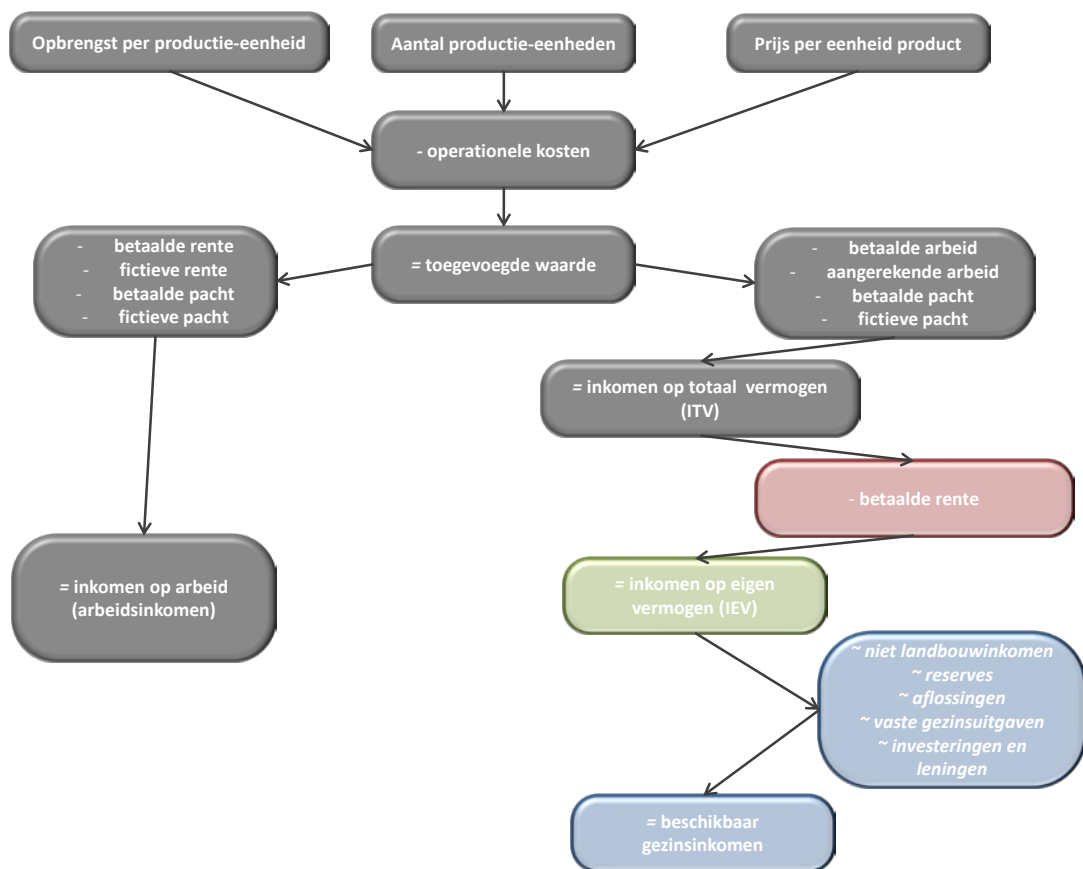 Opbrengst per productie-eenheid
Aantal productie-eenheden
Prijs per eenheid product
- operationele kosten
- betaalde rente
- fictieve rente
- betaalde pacht
- fictieve pacht
= toegevoegde waarde
- betaalde arbeid
- aangerekende arbeid
- betaalde pacht
- fictieve pacht
= inkomen op totaal vermogen
(ITV)
- betaalde rente
= inkomen op arbeid
(arbeidsinkomen)
= inkomen op eigen
vermogen (IEV)
~ niet landbouwinkomen
~ reserves
~ aflossingen
~ vaste gezinsuitgaven
~ investeringen en
leningen
= beschikbaar
gezinsinkomen